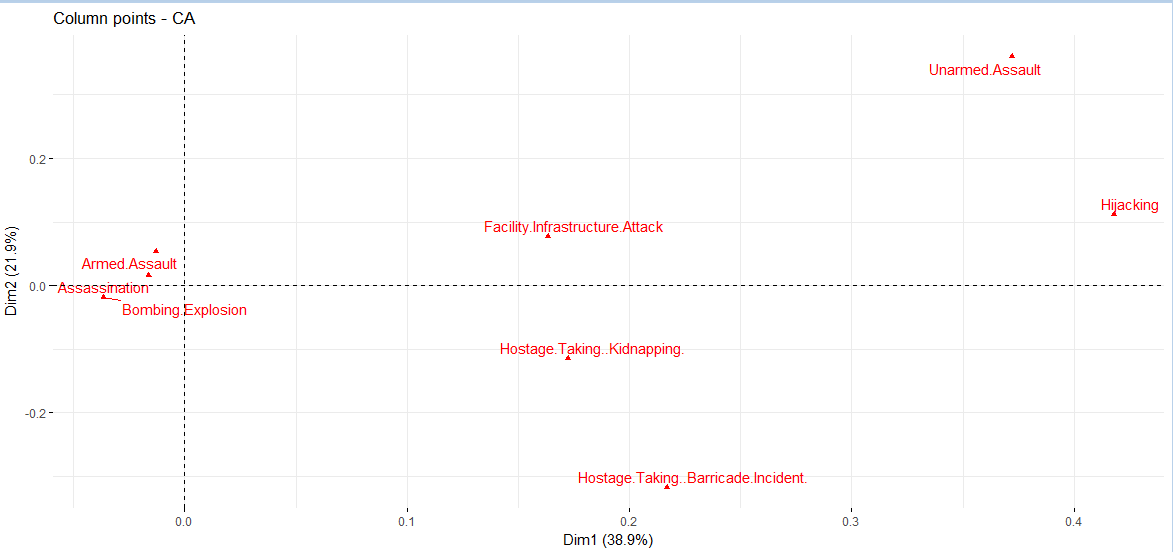 Column points - CA
Unarmed.Assault
Hijacking
Facility.Infrastructure.Attack
Armed.Assault
Assassination
Bombing.Explosion
Hostage.Taking..Kidnapping.
Hostage.Taking..Barricade.Incident.
Dim2 (21.9%)
0.2
0.0
-0.2
0.0
0.1
0.2
0.3
0.4
Dim1 (38.9%)